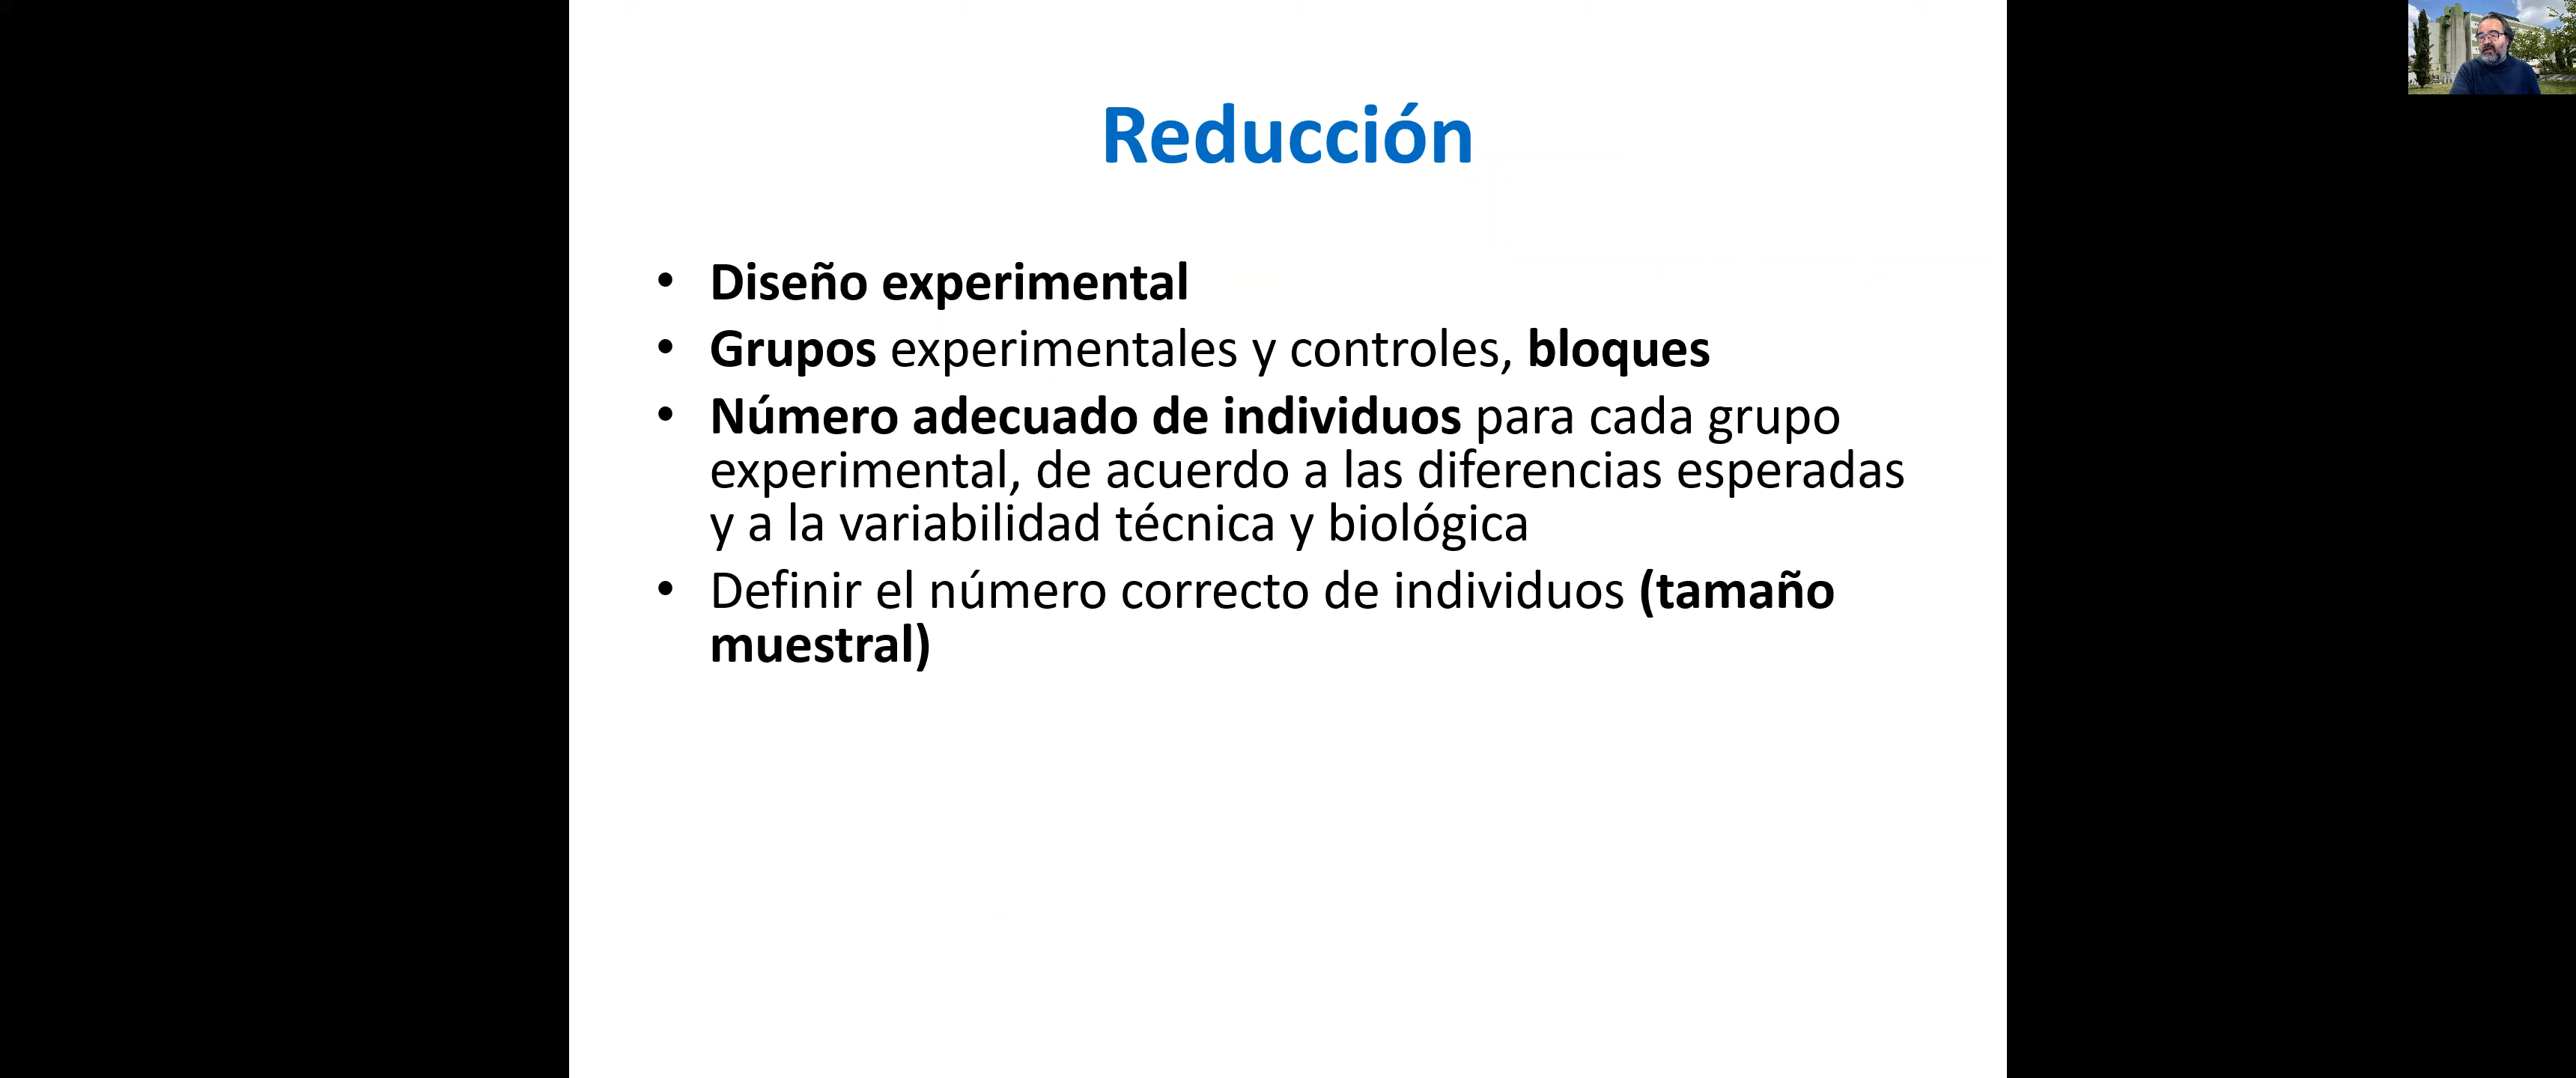 Reducción
• Diseño experimental
• Grupos experimentales y controles, bloques
• Número adecuado de individuos para cada grupo
experimental, de acuerdo a las diferencias esperadas
y a la variabilidad técnica y biológica
• Definir el número correcto de individuos (tamaño
muestral)